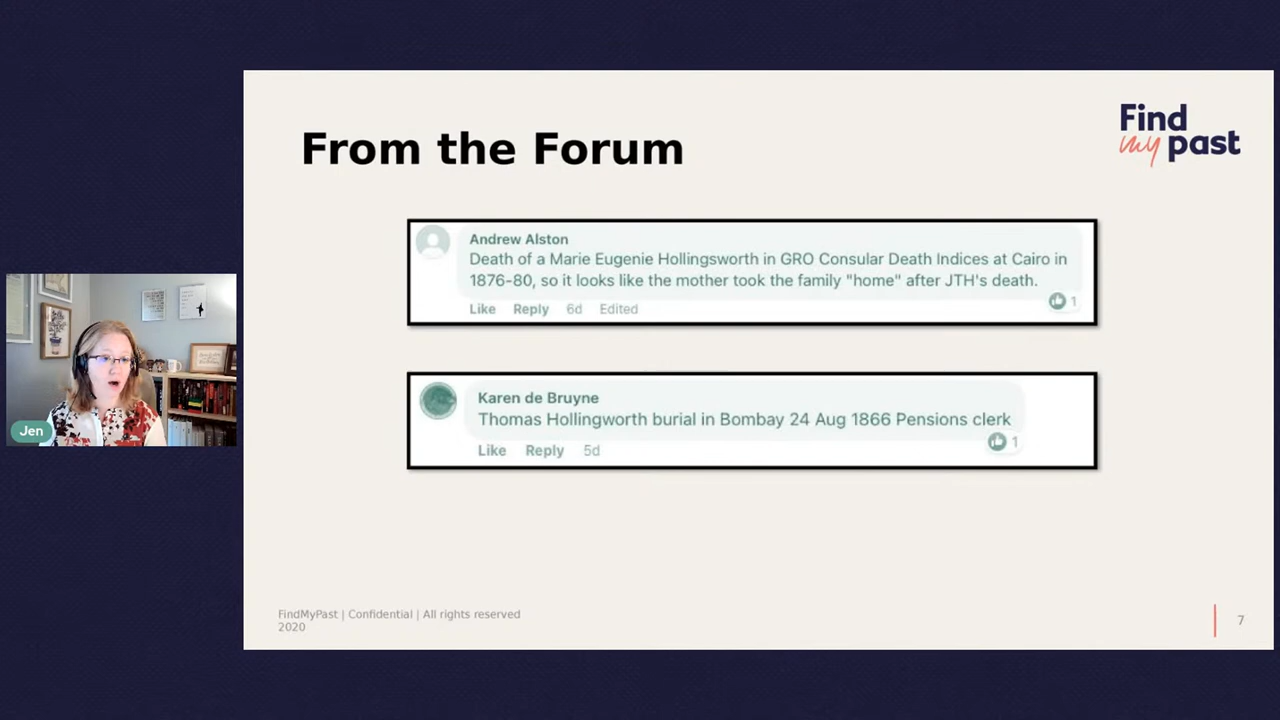 From the Forum
Find
my past
Andrew Alston
Death of a Marie Eugenie Hollingsworth in GRO Consular Death Indices at Cairo in
1876-80, so it looks like the mother took the family "home" after JTH's death.
Like Reply 6d Edited
1
Karen de Bruyne
Thomas Hollingworth burial in Bombay 24 Aug 1866 Pensions clerk
1
Like Reply 5d
Jen
FindMyPast | Confidential | All rights reserved
2020
7